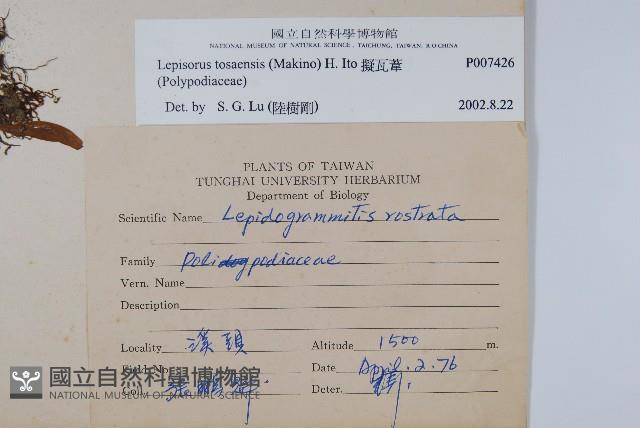 國立自然科學博物館
NATIONAL MUSEUM OF NATURAL SCIENCE, TAICHUNG, TAIWAN, R.O.CHINA
Lepisorus tosaensis (Makino) H. Ito 擬瓦葦 P007426
(Polypodiaceae)
Det. by S. G. Lu (陸樹剛) 2002.8.22
PLANTS OF TAIWAN
TUNGHAI UNIVERSITY HERBARIUM
Department of Biology
Scientific Name Lepidogrammitis rostrata
Family Polipodiaceae
Vern. Name
Description
Locality 溪頭 Altitude 1500 m.
Field No. Date April. 2. 76
Coll. Deter.
國立自然科學博物館
NATIONAL MUSEUM OF NATURAL SCIENCE